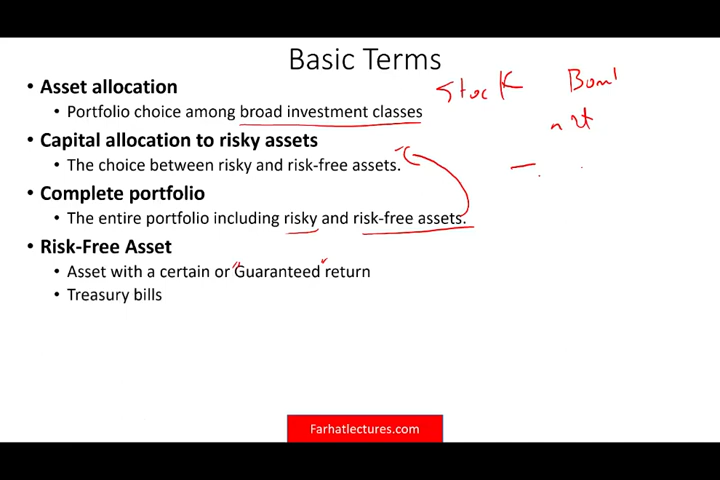 Basic Terms
• Asset allocation
Stock
• Portfolio choice among broad investment classes
• Capital allocation to risky assets
• The choice between risky and risk-free assets.
• Complete portfolio
• The entire portfolio including risky and risk-free assets.
• Risk-Free Asset
• Asset with a certain or "Guaranteed return
• Treasury bills
Farhatlectures.com